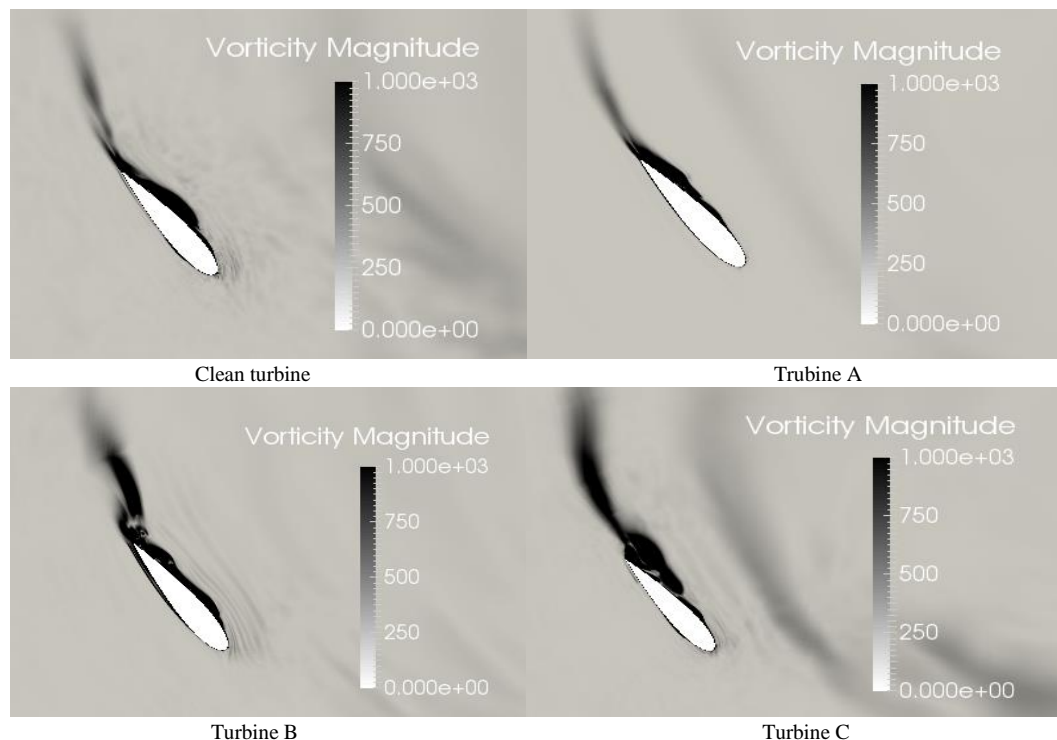 Vorticity Magnitude
1.000e+03
750
500
250
0.000e+00
Clean turbine
Vorticity Magnitude
1.000e+03
750
500
250
0.000e+00
Trubine A
Vorticity Magnitude
1.000e+03
750
500
250
0.000e+00
Turbine B
Vorticity Magnitude
1.000e+03
750
500
250
0.000e+00
Turbine C